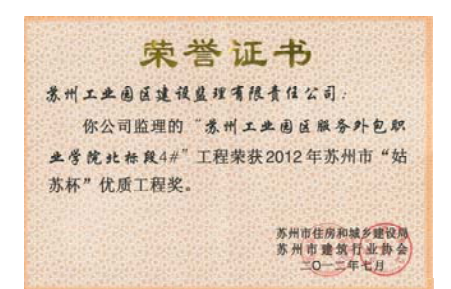 荣誉证书
苏州工业园区建设监理有限责任公司：
你公司监理的“苏州工业园区服务外包职
业学院北标段4#”工程荣获2012年苏州市“姑
苏杯”优质工程奖。
苏州市住房和城乡建设局
苏州市建筑行业协会
二〇一二年七月